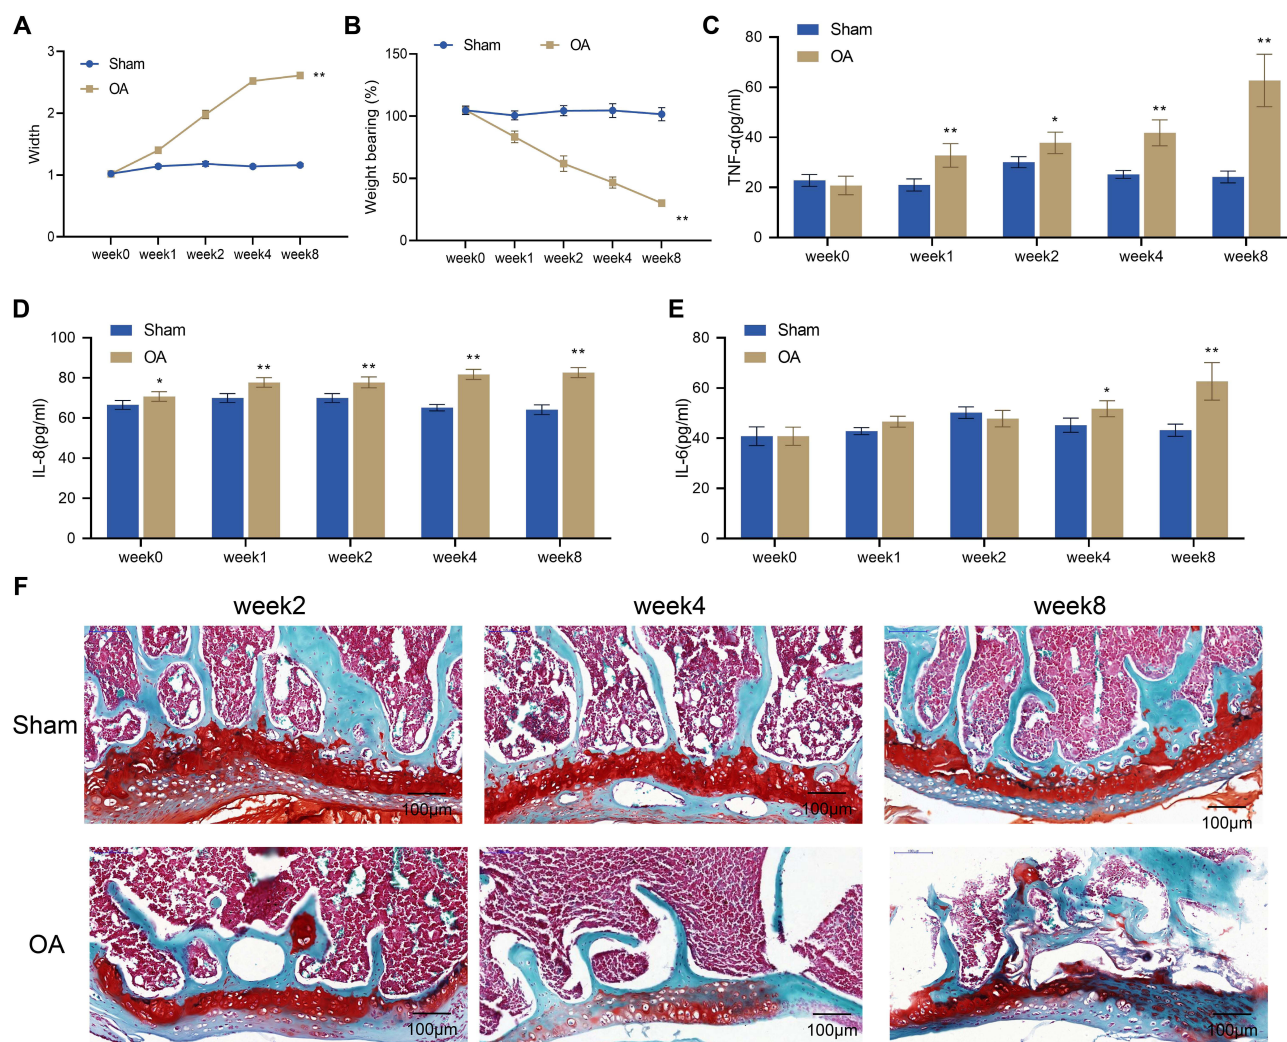 A
3
2
1
0
Width
Sham
OA
**
week0 week1 week2 week4 week8
B
Sham OA
150
100
50
0
Weight bearing (%)
**
week0 week1 week2 week4 week8
C
Sham
OA
80
60
40
20
0
TNF-α(pg/ml)
** * ** **
week0 week1 week2 week4 week8
D
Sham
OA
100
80
60
40
20
0
IL-8(pg/ml)
* ** ** ** **
week0 week1 week2 week4 week8
E
Sham
OA
80
60
40
20
0
IL-6(pg/ml)
* **
week0 week1 week2 week4 week8
F
week2 week4 week8
Sham
100μm 100μm 100μm
OA
100μm 100μm 100μm